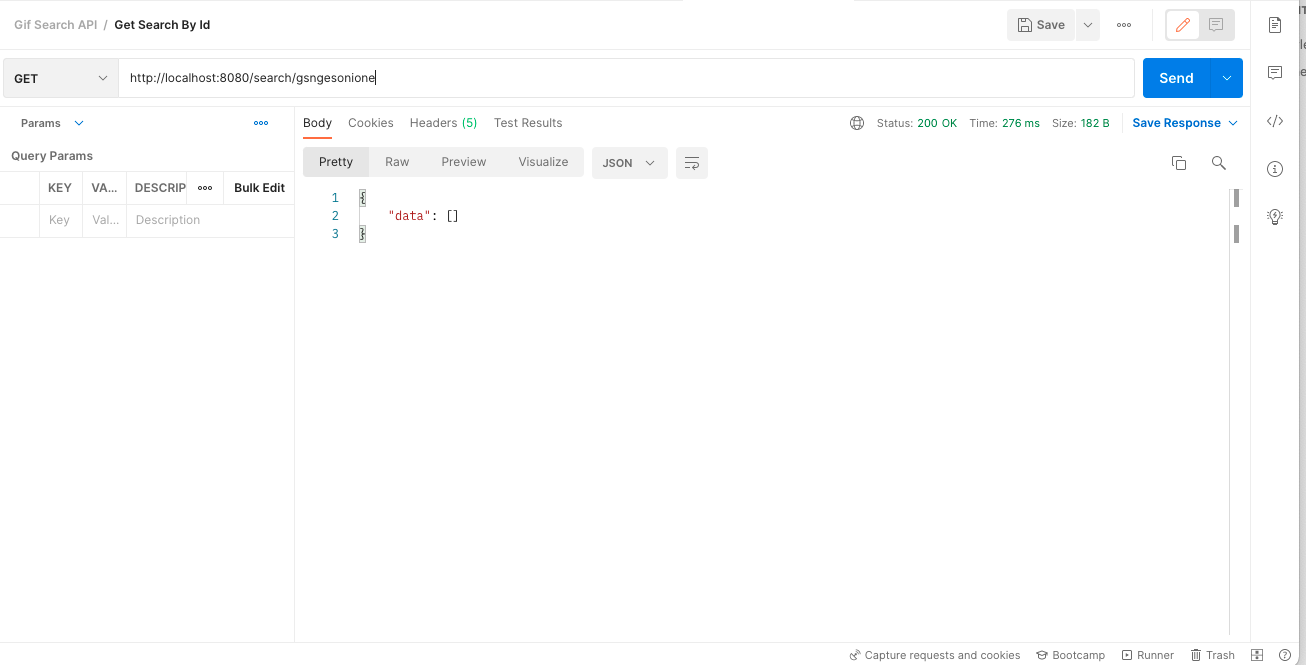 Gif Search API / Get Search By Id
Save
GET
http://localhost:8080/search/gsngesonione
Send
Params
Body Cookies Headers (5) Test Results
Status: 200 OK Time: 276 ms Size: 182 B Save Response
Query Params
Pretty Raw Preview Visualize JSON
KEY VA... DESCRIP Bulk Edit
Key Val... Description
1 {
2 "data": []
3 }
Capture requests and cookies Bootcamp Runner Trash